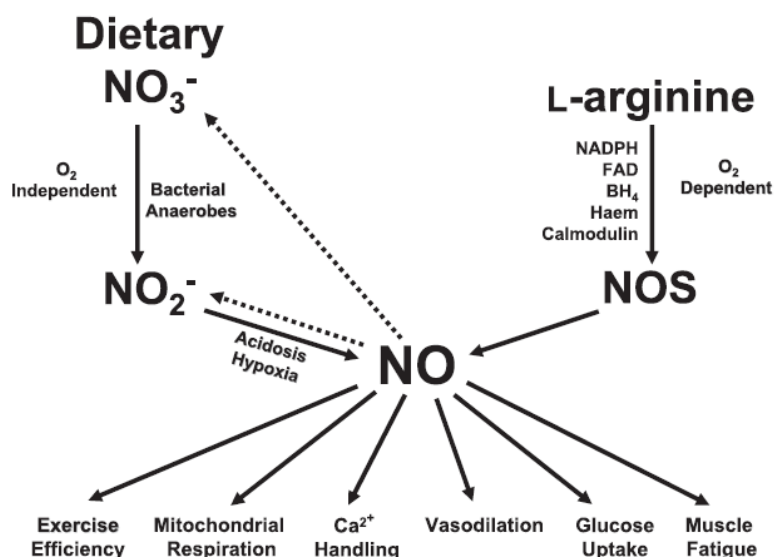 Dietary
NO₃⁻
L-arginine
O₂
Independent
Bacterial
Anaerobes
NADPH
FAD
BH₄
Haem
Calmodulin
O₂
Dependent
NO₂⁻
NOS
Acidosis
Hypoxia
NO
Exercise
Efficiency
Mitochondrial
Respiration
Ca²⁺
Handling
Vasodilation
Glucose
Uptake
Muscle
Fatigue